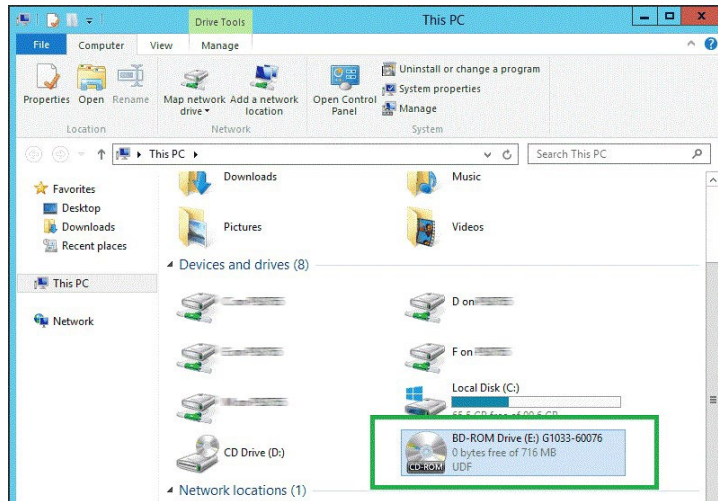 Drive Tools
This PC
File
Computer
View
Manage
Properties
Open
Rename
Map network drive
Add a network location
Open Control Panel
Uninstall or change a program
System properties
Manage
Location
Network
System
This PC
Search This PC
Favorites
Desktop
Downloads
Recent places
This PC
Network
Downloads
Music
Pictures
Videos
Devices and drives (8)
D on
F on
Local Disk (C:)
CD Drive (D:)
BD-ROM Drive (E:) G1033-60076
0 bytes free of 716 MB
CD-ROM
UDF
Network locations (1)